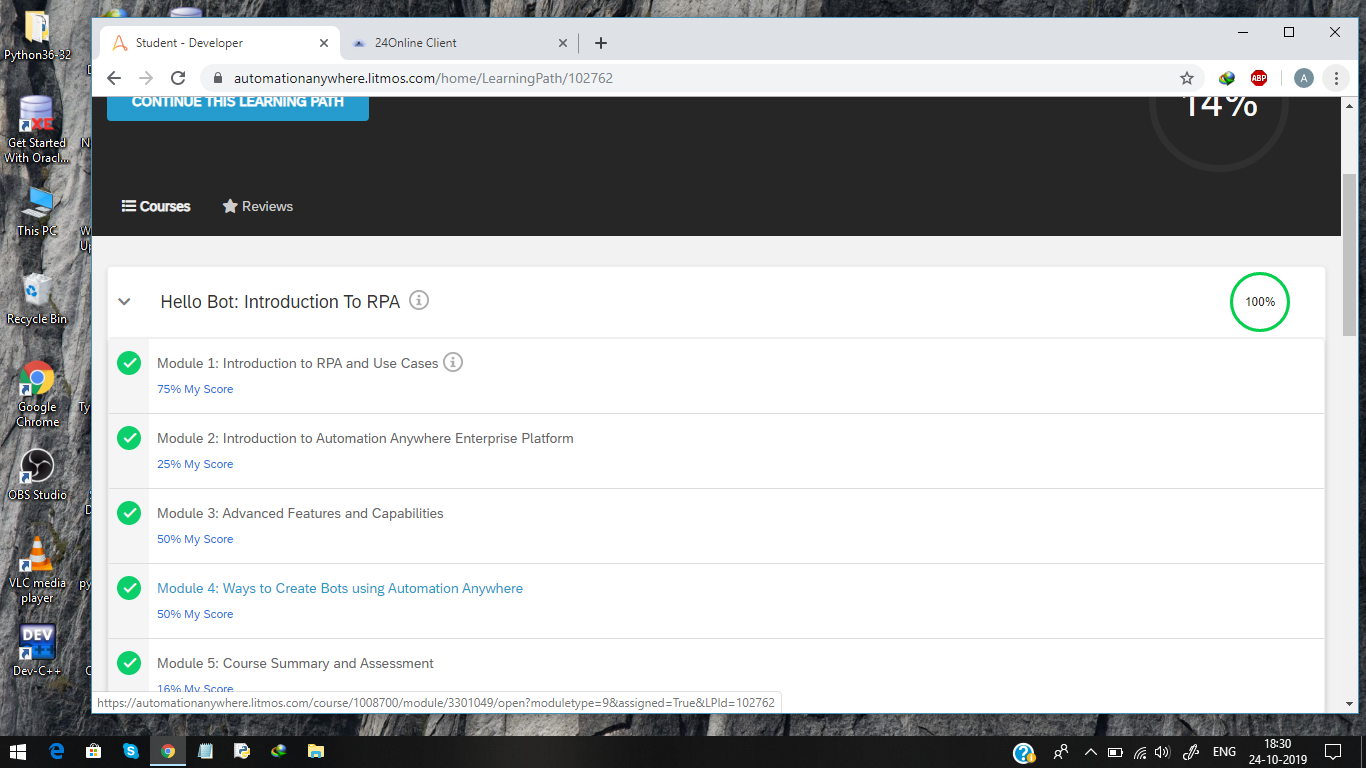 Python36-32
Get Started
With Oracl...
This PC
Recycle Bin
Google
Chrome
OBS Studio
VLC media
player
DEV
Dev-C++
Student - Developer
24Online Client
automationanywhere.litmos.com/home/LearningPath/102762
ABP
A
CONTINUE THIS LEARNING PATH
14%
Courses
Reviews
Hello Bot: Introduction To RPA
100%
Module 1: Introduction to RPA and Use Cases
75% My Score
Module 2: Introduction to Automation Anywhere Enterprise Platform
25% My Score
Module 3: Advanced Features and Capabilities
50% My Score
Module 4: Ways to Create Bots using Automation Anywhere
50% My Score
Module 5: Course Summary and Assessment
16% My Score
https://automationanywhere.litmos.com/course/1008700/module/3301049/open?moduletype=9&assigned=True&LPId=102762
ENG
18:30
24-10-2019